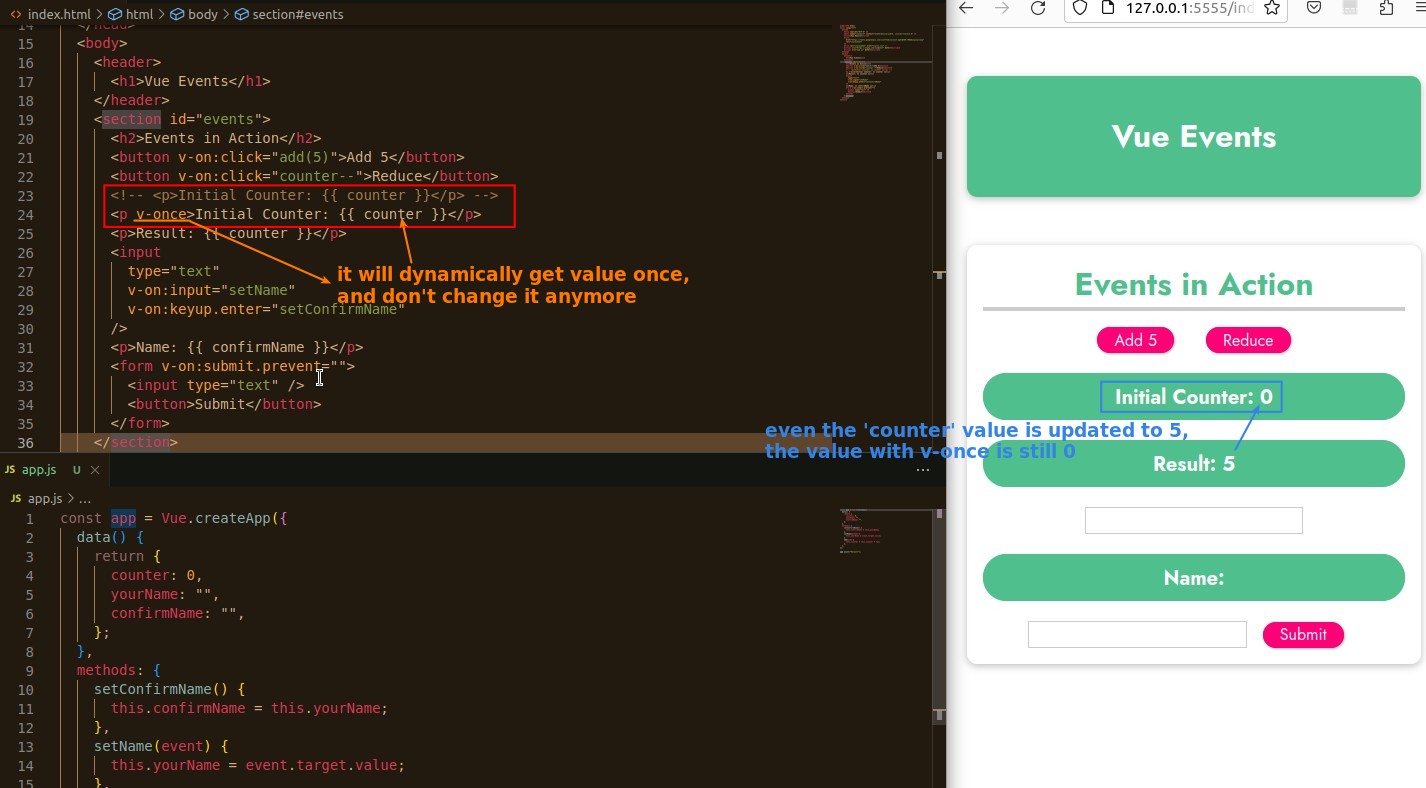 index.html > html > body > section#events
14 </head>
15 <body>
16 <header>
17 <h1>Vue Events</h1>
18 </header>
19 <section id="events">
20 <h2>Events in Action</h2>
21 <button v-on:click="add(5)">Add 5</button>
22 <button v-on:click="counter--">Reduce</button>
23 <!-- <p>Initial Counter: {{ counter }}</p> -->
24 <p v-once>Initial Counter: {{ counter }}</p>
25 <p>Result: {{ counter }}</p>
26 <input
27 type="text"
28 v-on:input="setName"
29 v-on:keyup.enter="setConfirmName"
30 />
31 <p>Name: {{ confirmName }}</p>
32 <form v-on:submit.prevent="">
33 <input type="text" />
34 <button>Submit</button>
35 </form>
36 </section>
it will dynamically get value once,
and don't change it anymore
JS app.js U
...
JS app.js > ...
1 const app = Vue.createApp({
2 data() {
3 return {
4 counter: 0,
5 yourName: "",
6 confirmName: "",
7 };
8 },
9 methods: {
10 setConfirmName() {
11 this.confirmName = this.yourName;
12 },
13 setName(event) {
14 this.yourName = event.target.value;
15 },
127.0.0.1:5555/ind
Vue Events
Events in Action
Add 5 Reduce
Initial Counter: 0
even the 'counter' value is updated to 5,
the value with v-once is still 0
Result: 5
Name:
Submit